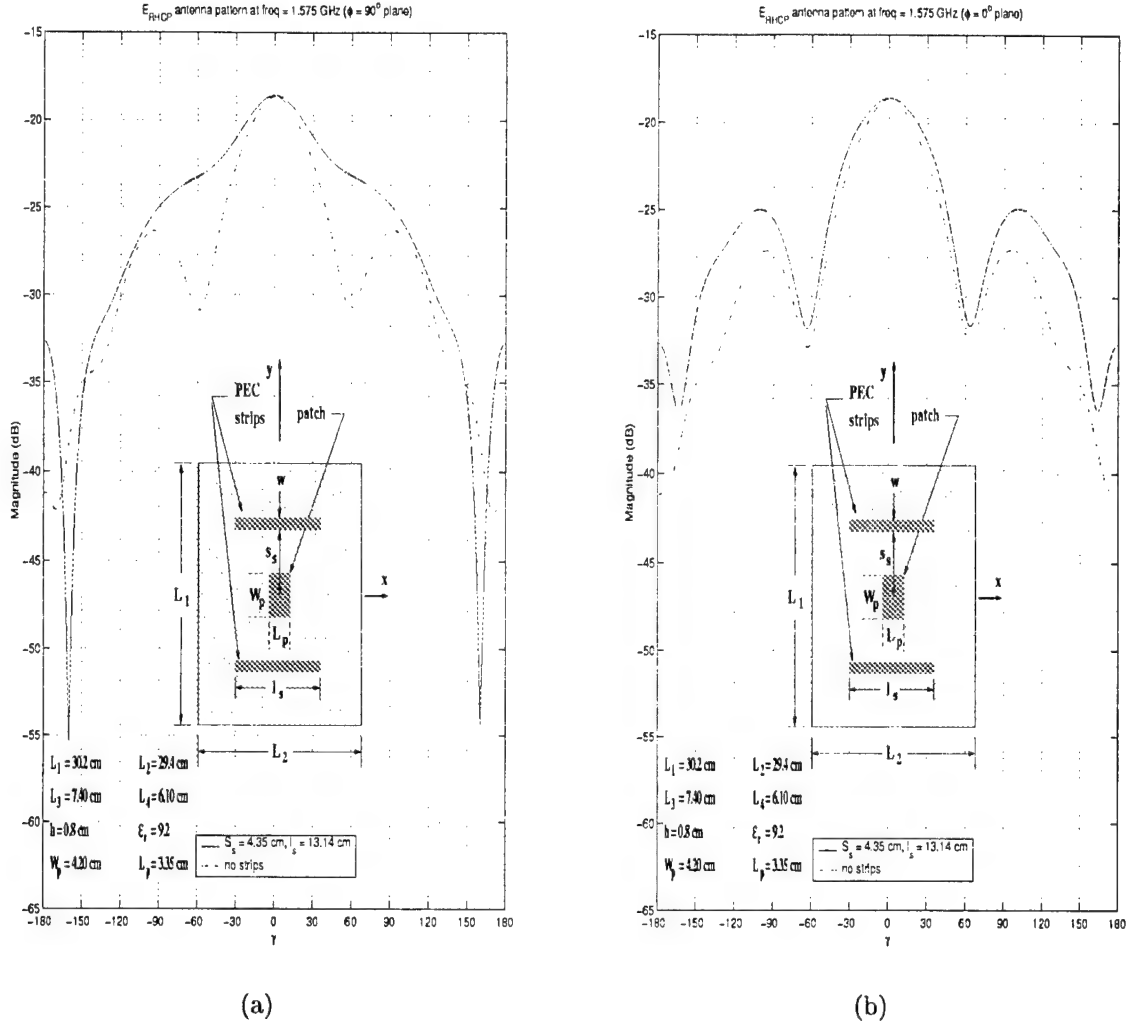 E_RHCP antenna pattern at freq = 1.575 GHz (ϕ = 90° plane)
-15
-20
-25
-30
-35
-40
-45
-50
-55
-60
-65
Magnitude (dB)
PEC
strips
y
patch
w
s_s
W_p
L_p
x
L_1
l_s
L_2
L_1 = 30.2 cm L_2 = 29.4 cm
L_3 = 7.40 cm L_4 = 6.10 cm
h = 0.8 cm ε_r = 9.2
W_p = 4.20 cm L_p = 3.35 cm
S_s = 4.35 cm, l_s = 13.14 cm
no strips
-180 -150 -120 -90 -60 -30 0 30 60 90 120 150 180
γ
(a)
E_RHCP antenna pattern at freq = 1.575 GHz (ϕ = 0° plane)
-15
-20
-25
-30
-35
-40
-45
-50
-55
-60
-65
Magnitude (dB)
PEC
strips
y
patch
w
s_s
W_p
L_p
x
L_1
l_s
L_2
L_1 = 30.2 cm L_2 = 29.4 cm
L_3 = 7.40 cm L_4 = 6.10 cm
h = 0.8 cm ε_r = 9.2
W_p = 4.20 cm L_p = 3.35 cm
S_s = 4.35 cm, l_s = 13.14 cm
no strips
-180 -150 -120 -90 -60 -30 0 30 60 90 120 150 180
γ
(b)